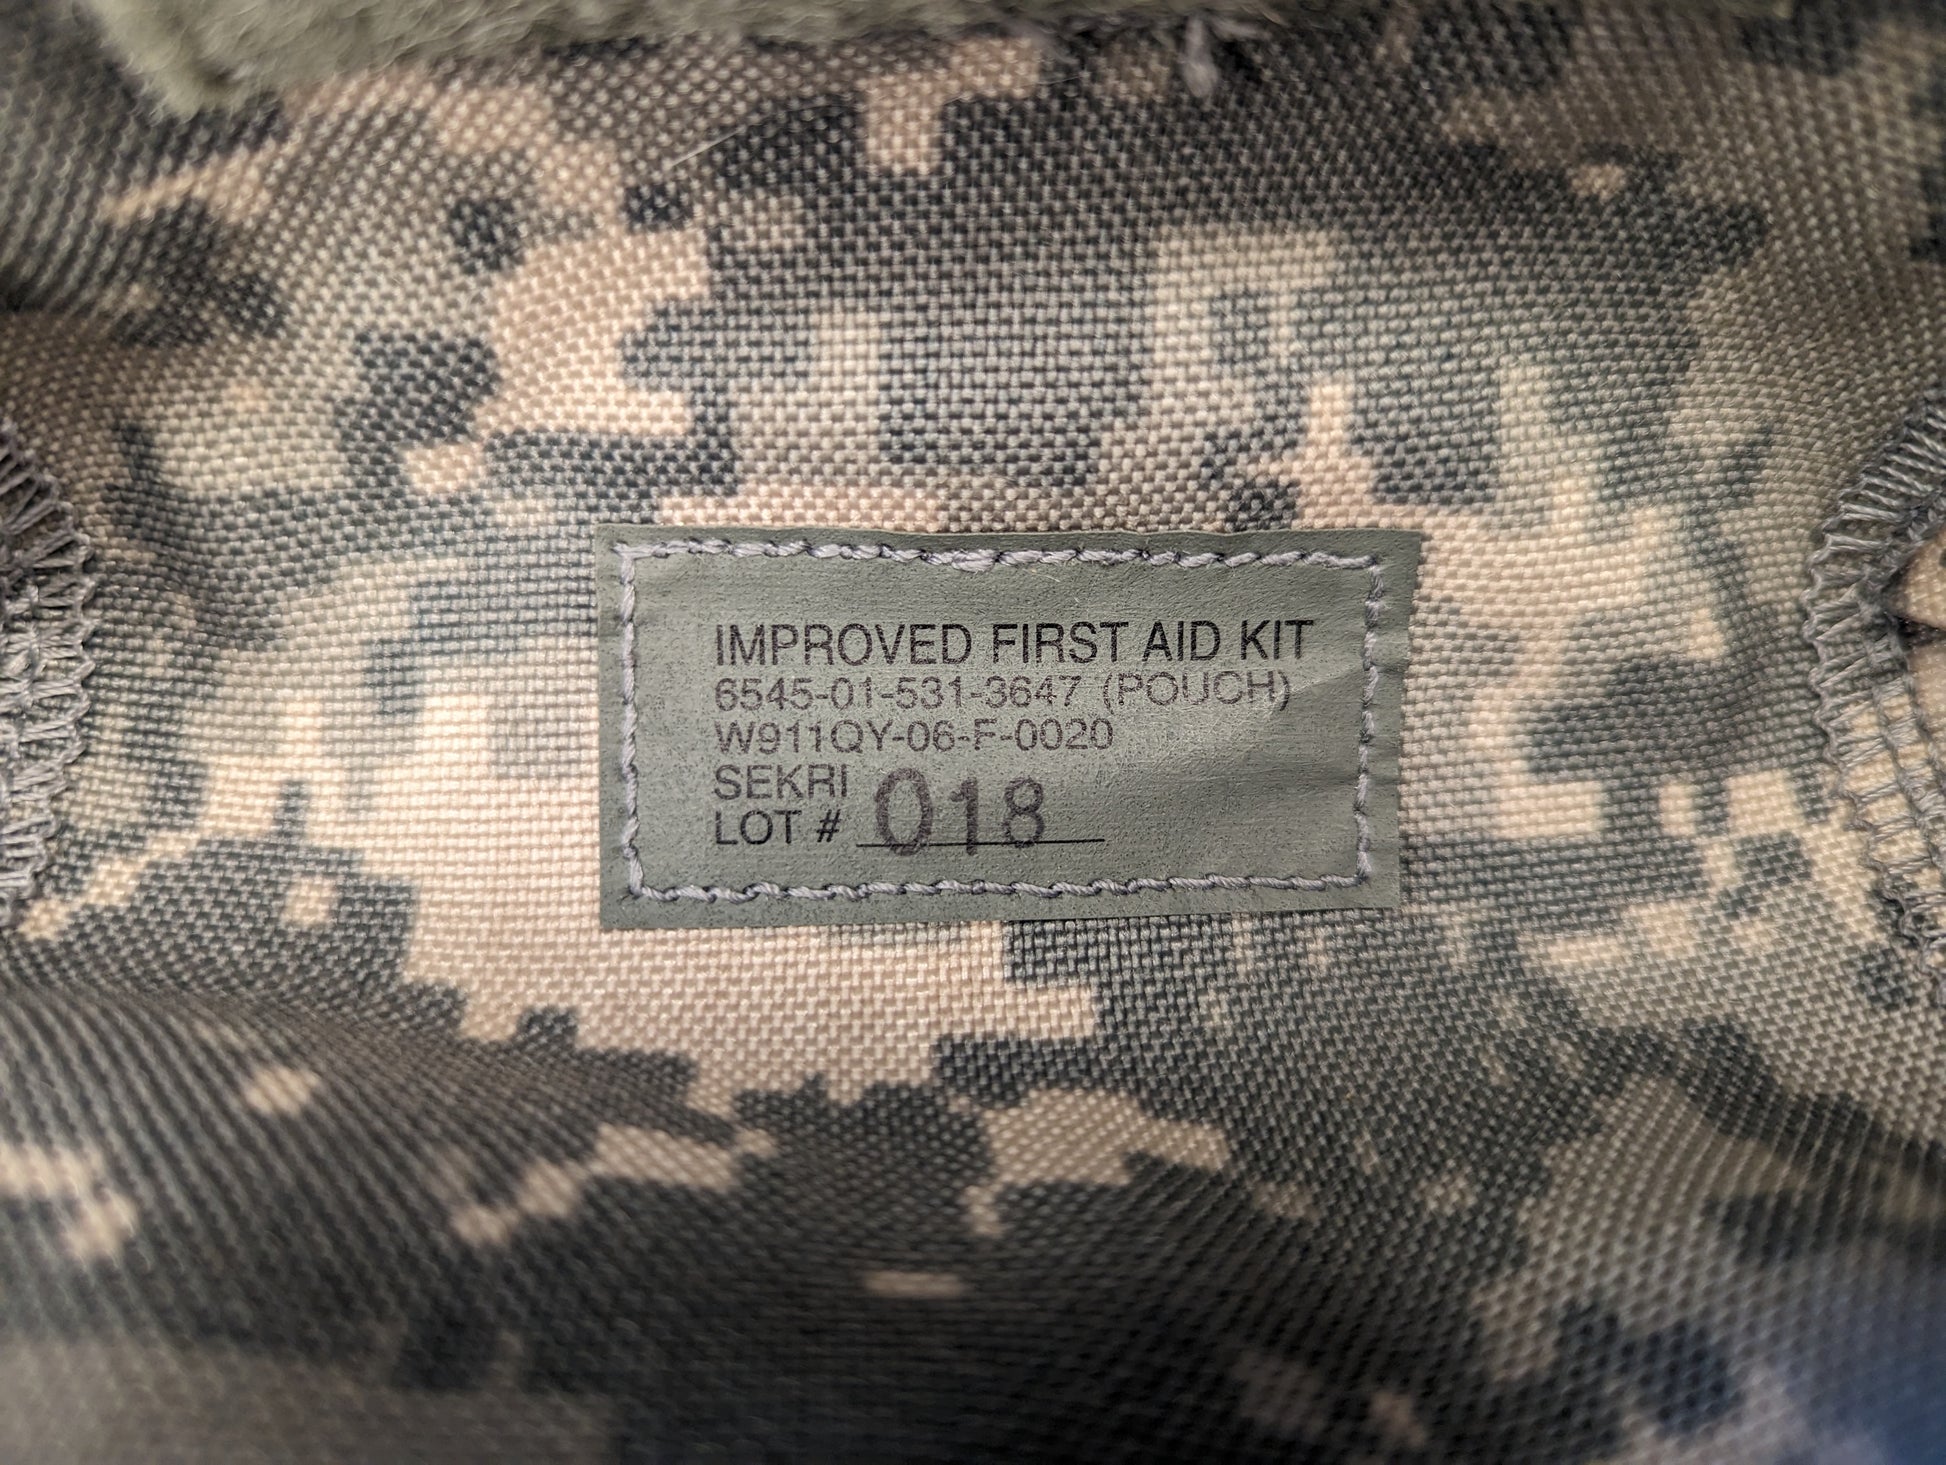 IMPROVED FIRST AID KIT
6545-01-531-3647 (POUCH)
W911QY-06-F-0020
SEKRI
LOT # 018